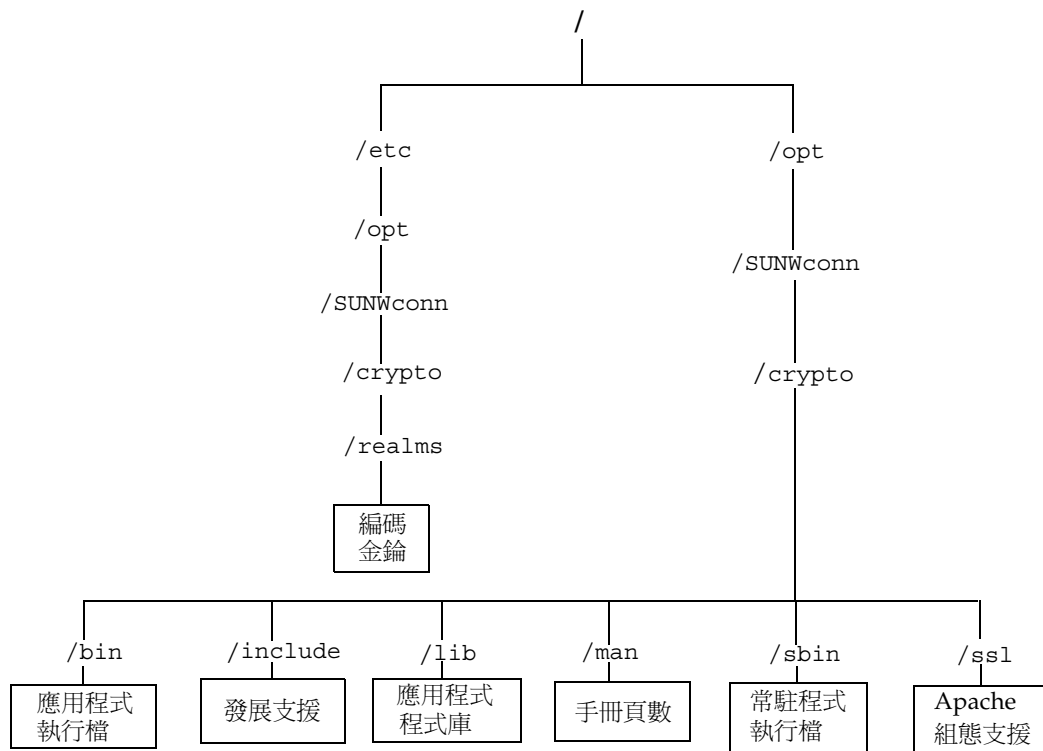 /
/etc
/opt
/opt
/SUNWconn
/SUNWconn
/crypto
/crypto
/realms
編碼
金鑰
/bin
/include
/lib
/man
/sbin
/ssl
應用程式
執行檔
發展支援
應用程式
程式庫
手冊頁數
常駐程式
執行檔
Apache
組態支援